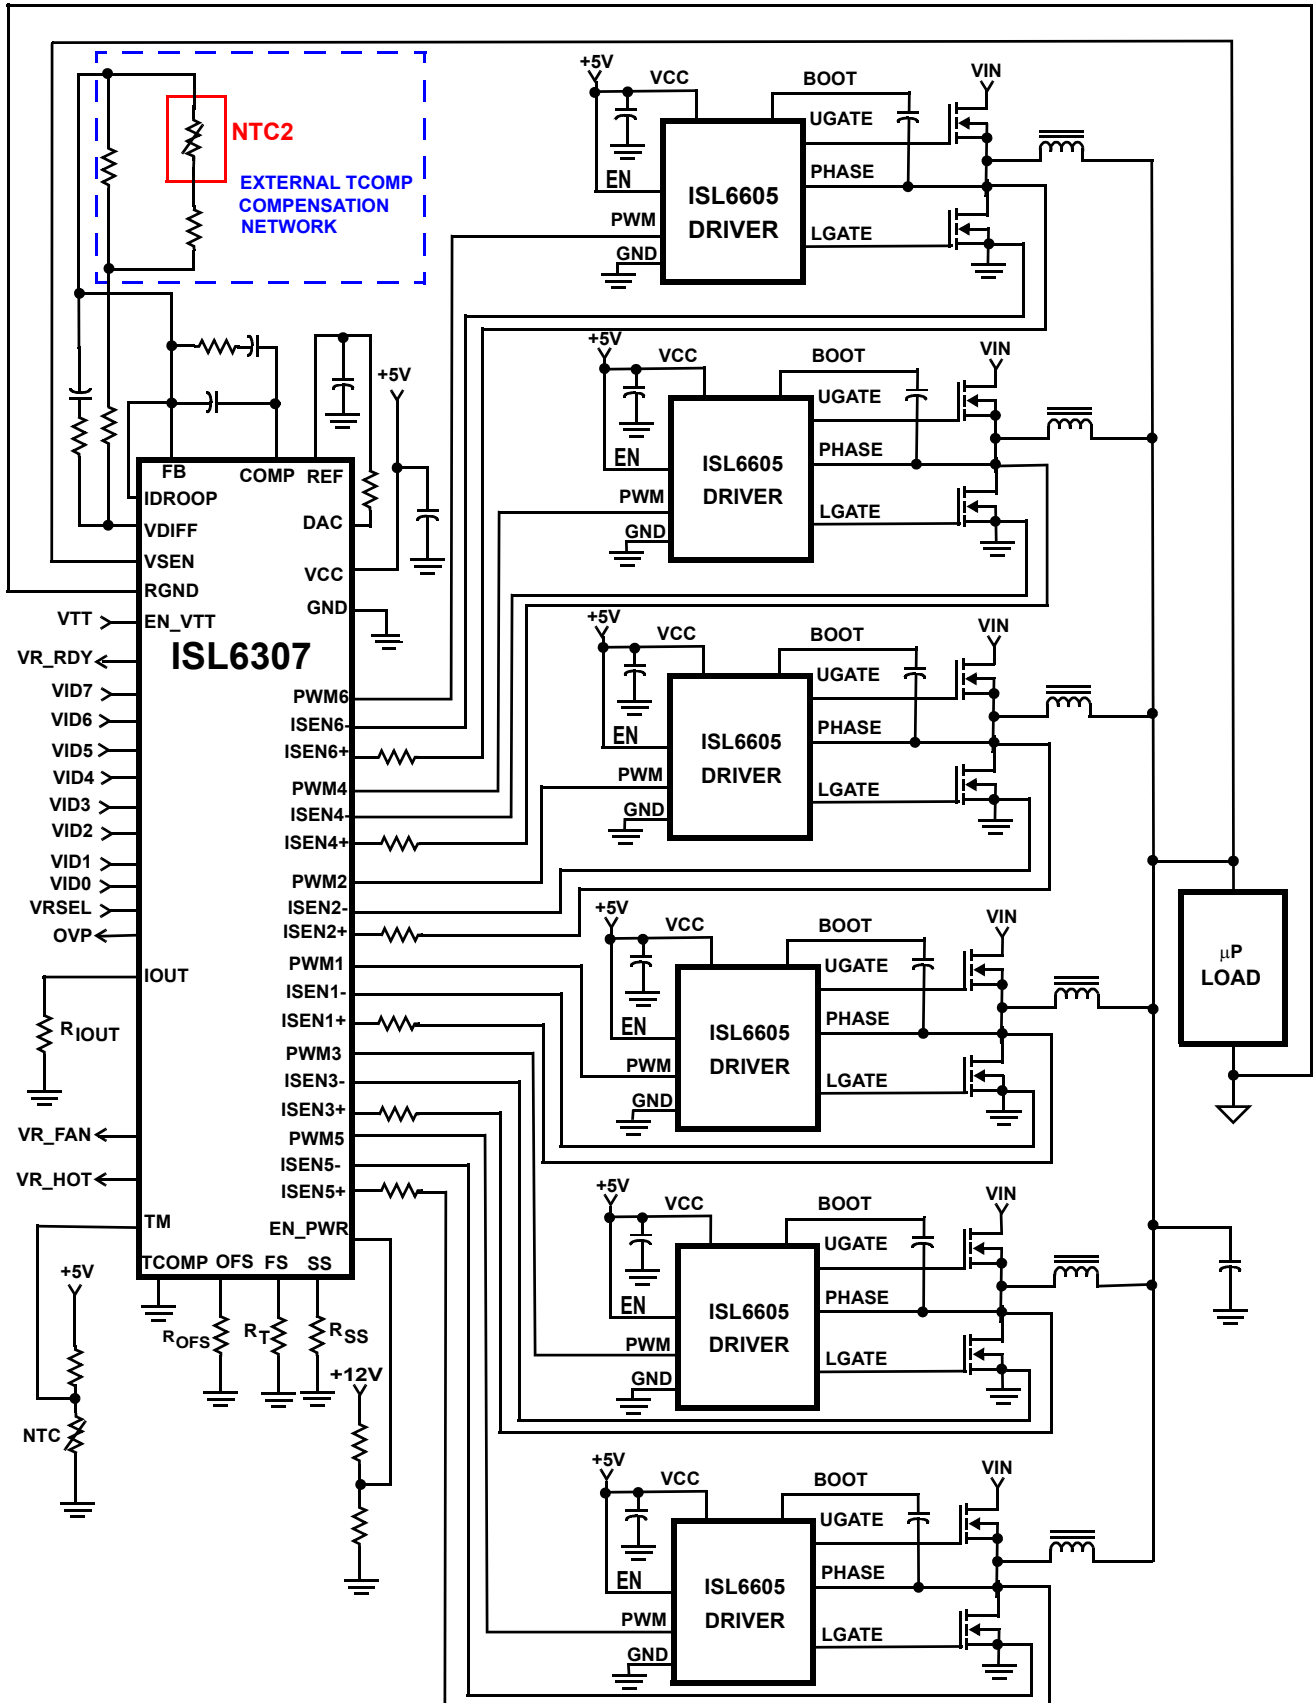 NTC2
EXTERNAL TCOMP
COMPENSATION
NETWORK
+5V
FB
COMP
REF
IDROOP
VDIFF
DAC
VSEN
VCC
RGND
GND
VTT
EN_VTT
ISL6307
VR_RDY
VID7
PWM6
VID6
ISEN6-
VID5
ISEN6+
VID4
PWM4
VID3
ISEN4-
VID2
ISEN4+
VID1
PWM2
VID0
VRSEL
ISEN2-
OVP
ISEN2+
IOUT
PWM1
ISEN1-
RIOUT
ISEN1+
PWM3
ISEN3-
ISEN3+
VR_FAN
PWM5
ISEN5-
VR_HOT
ISEN5+
TM
EN_PWR
TCOMP
OFS
FS
SS
+5V
ROFS
RT
RSS
+12V
NTC
+5V
VCC
BOOT
VIN
UGATE
EN
PHASE
ISL6605
DRIVER
PWM
LGATE
GND
+5V
VCC
BOOT
VIN
UGATE
EN
PHASE
ISL6605
DRIVER
PWM
LGATE
GND
+5V
VCC
BOOT
VIN
UGATE
EN
PHASE
ISL6605
DRIVER
PWM
LGATE
GND
+5V
VCC
BOOT
VIN
UGATE
EN
PHASE
ISL6605
DRIVER
PWM
LGATE
GND
+5V
VCC
BOOT
VIN
UGATE
EN
PHASE
ISL6605
DRIVER
PWM
LGATE
GND
+5V
VCC
BOOT
VIN
UGATE
EN
PHASE
ISL6605
DRIVER
PWM
LGATE
GND
µP
LOAD